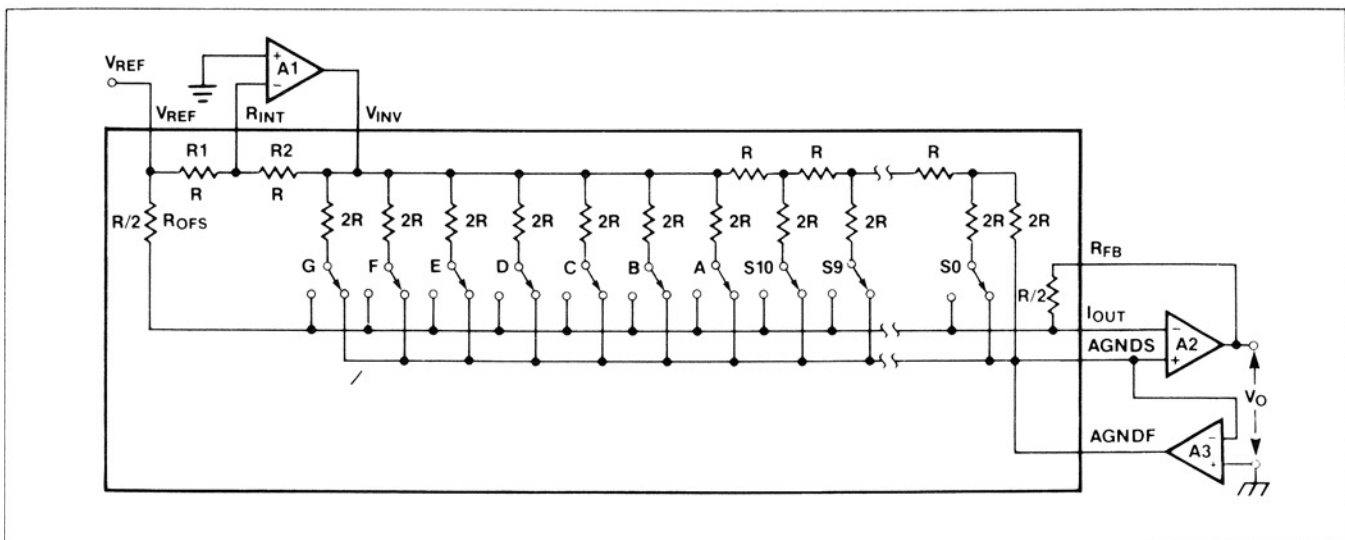 VREF
+
A1
−
VREF
RINT
VINV
R1
R2
R
R
R
R
R
R/2
ROFS
2R
2R
2R
2R
2R
2R
2R
2R
2R
2R
2R
G
F
E
D
C
B
A
S10
S9
S0
RFB
R/2
IOUT
−
A2
+
AGNDS
VO
AGNDF
−
A3
+